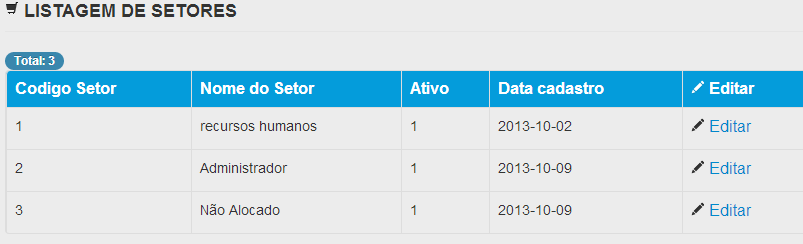 LISTAGEM DE SETORES
Total: 3
Codigo Setor Nome do Setor Ativo Data cadastro Editar
1 recursos humanos 1 2013-10-02 Editar
2 Administrador 1 2013-10-09 Editar
3 Não Alocado 1 2013-10-09 Editar